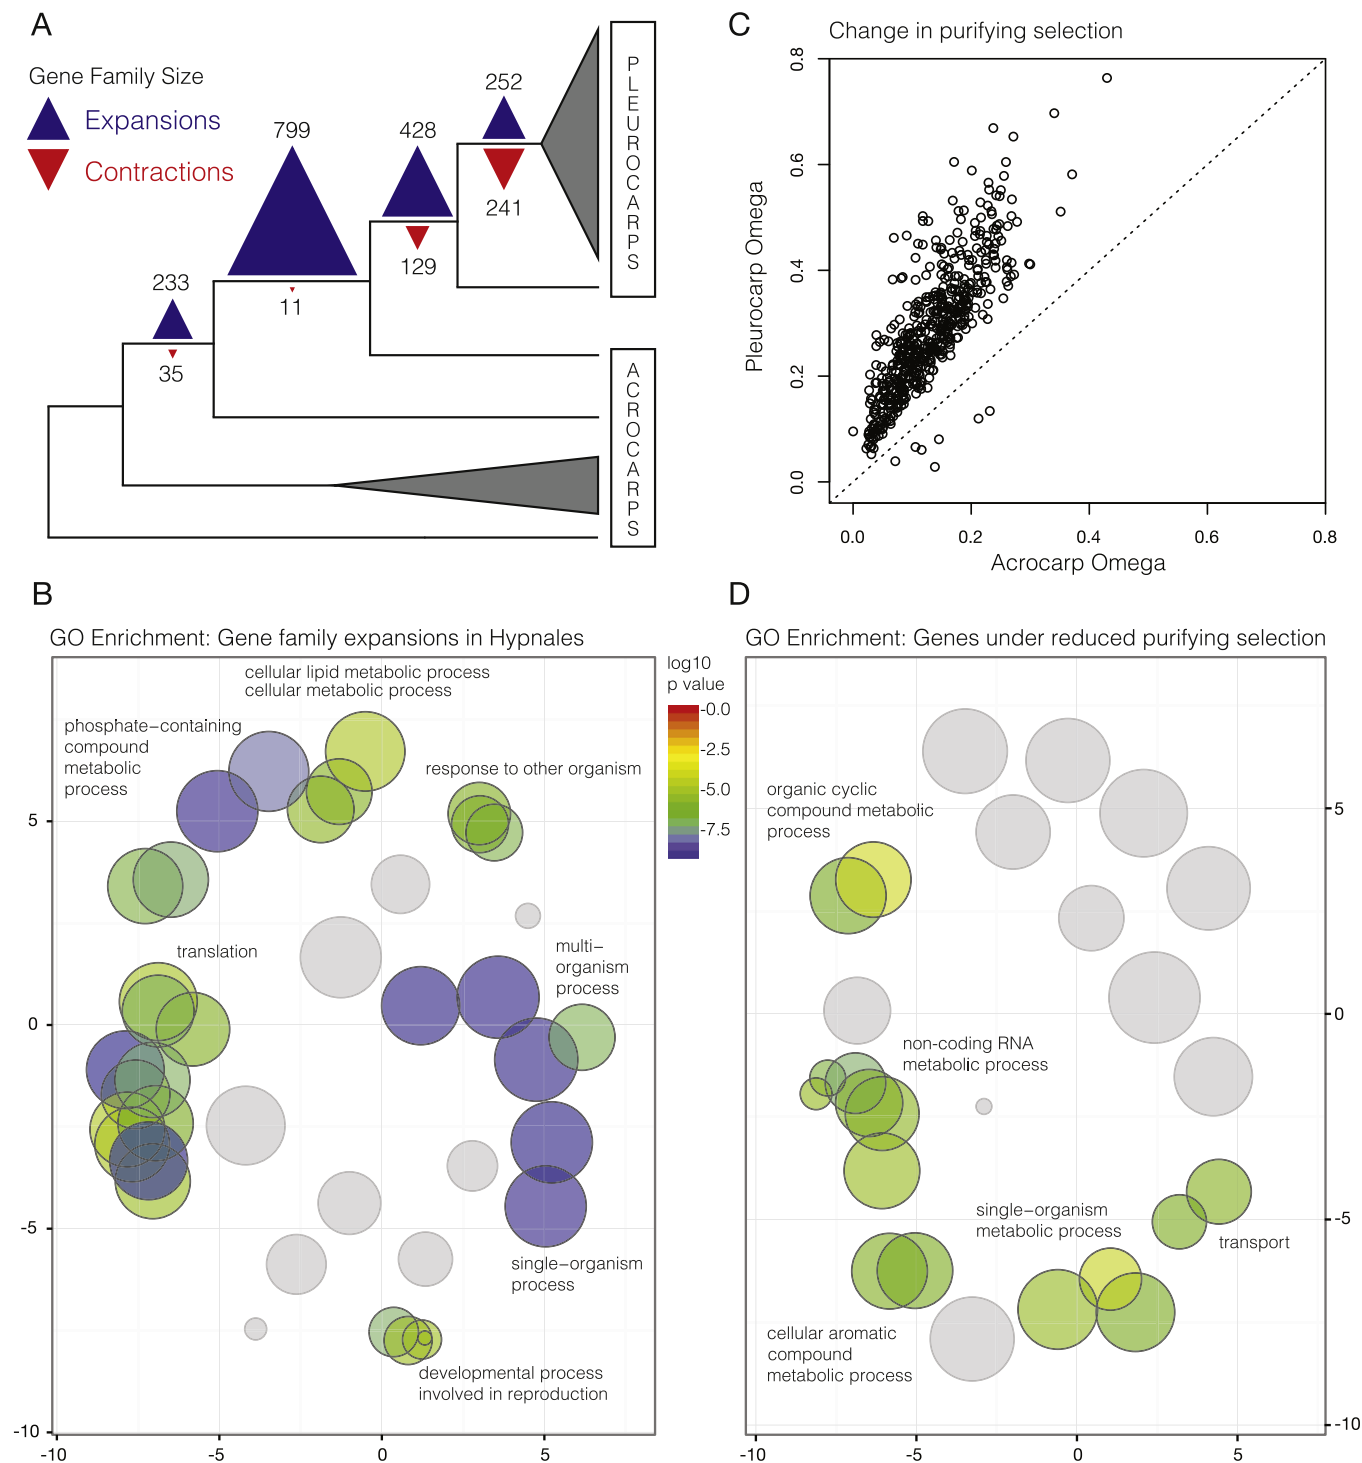 A
Gene Family Size
Expansions
Contractions
233
35
799
11
428
129
252
241
PLEUROCARPS
ACROCARPS
C
Change in purifying selection
Pleurocarp Omega
0.8
0.6
0.4
0.2
0.0
0.0
0.2
0.4
0.6
0.8
Acrocarp Omega
B
GO Enrichment: Gene family expansions in Hypnales
cellular lipid metabolic process
cellular metabolic process
phosphate−containing
compound
metabolic
process
response to other organism
translation
multi−
organism
process
single−organism
process
developmental process
involved in reproduction
5
0
-5
-10
-10
-5
0
5
log10
p value
-0.0
-2.5
-5.0
-7.5
D
GO Enrichment: Genes under reduced purifying selection
organic cyclic
compound metabolic
process
non-coding RNA
metabolic process
single−organism
metabolic process
transport
cellular aromatic
compound
metabolic process
5
0
-5
-10
-10
-5
0
5